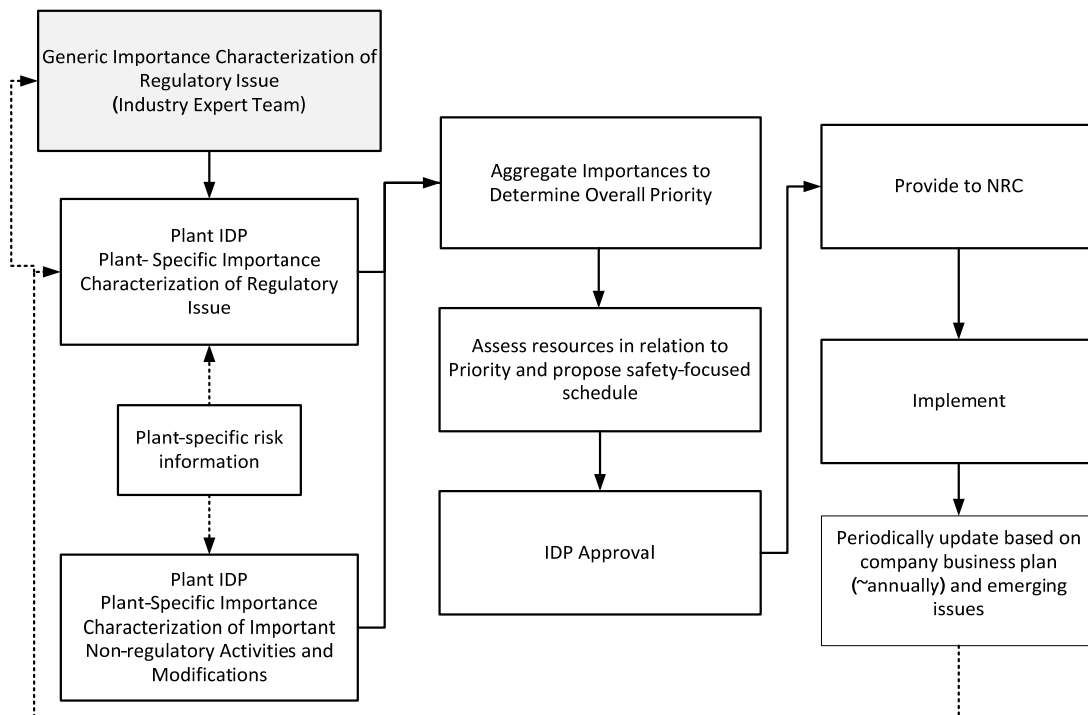 Generic Importance Characterization of
Regulatory Issue
(Industry Expert Team)
Plant IDP
Plant- Specific Importance
Characterization of Regulatory
Issue
Plant-specific risk
information
Plant IDP
Plant-Specific Importance
Characterization of Important
Non-regulatory Activities and
Modifications
Aggregate Importances to
Determine Overall Priority
Assess resources in relation to
Priority and propose safety-focused
schedule
IDP Approval
Provide to NRC
Implement
Periodically update based on
company business plan
(~annually) and emerging
issues